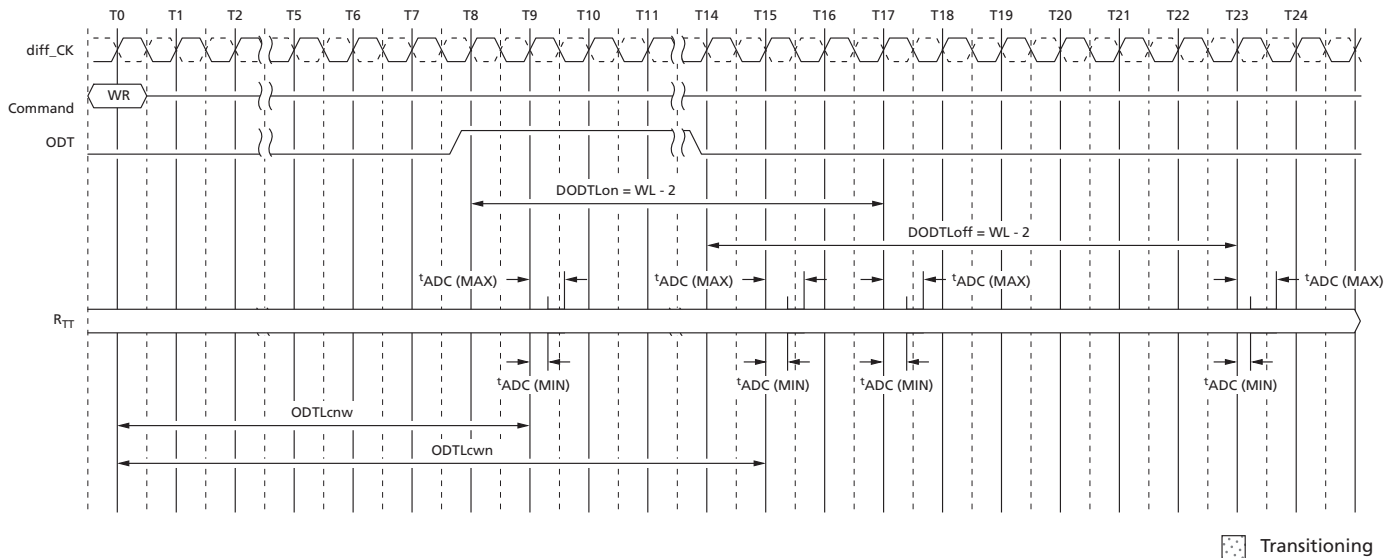 T0 T1 T2 T5 T6 T7 T8 T9 T10 T11 T14 T15 T16 T17 T18 T19 T20 T21 T22 T23 T24
diff_CK
Command WR
ODT
DODTLon = WL - 2
DODTLoff = WL - 2
tADC (MAX) tADC (MAX) tADC (MAX) tADC (MAX)
RTT
tADC (MIN) tADC (MIN) tADC (MIN) tADC (MIN)
ODTLcnw
ODTLcwn
Transitioning